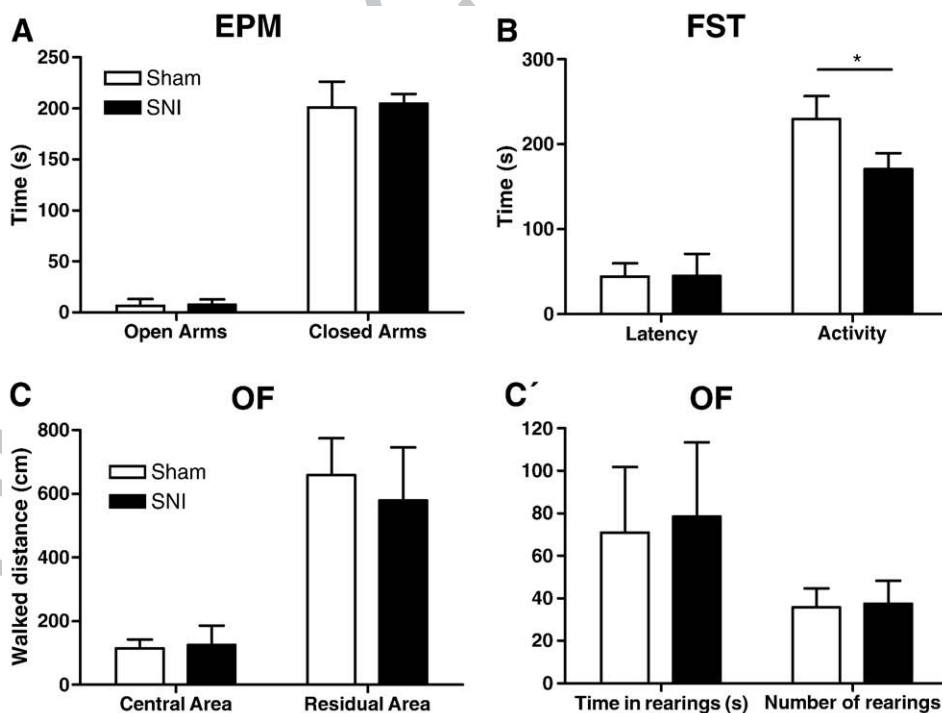 A
EPM
Time (s)
250
200
150
100
50
0
Sham
SNI
Open Arms
Closed Arms
B
FST
Time (s)
300
200
100
0
*
Latency
Activity
C
OF
Walked distance (cm)
800
600
400
200
0
Sham
SNI
Central Area
Residual Area
C´
OF
120
100
80
60
40
20
0
Time in rearings (s)
Number of rearings